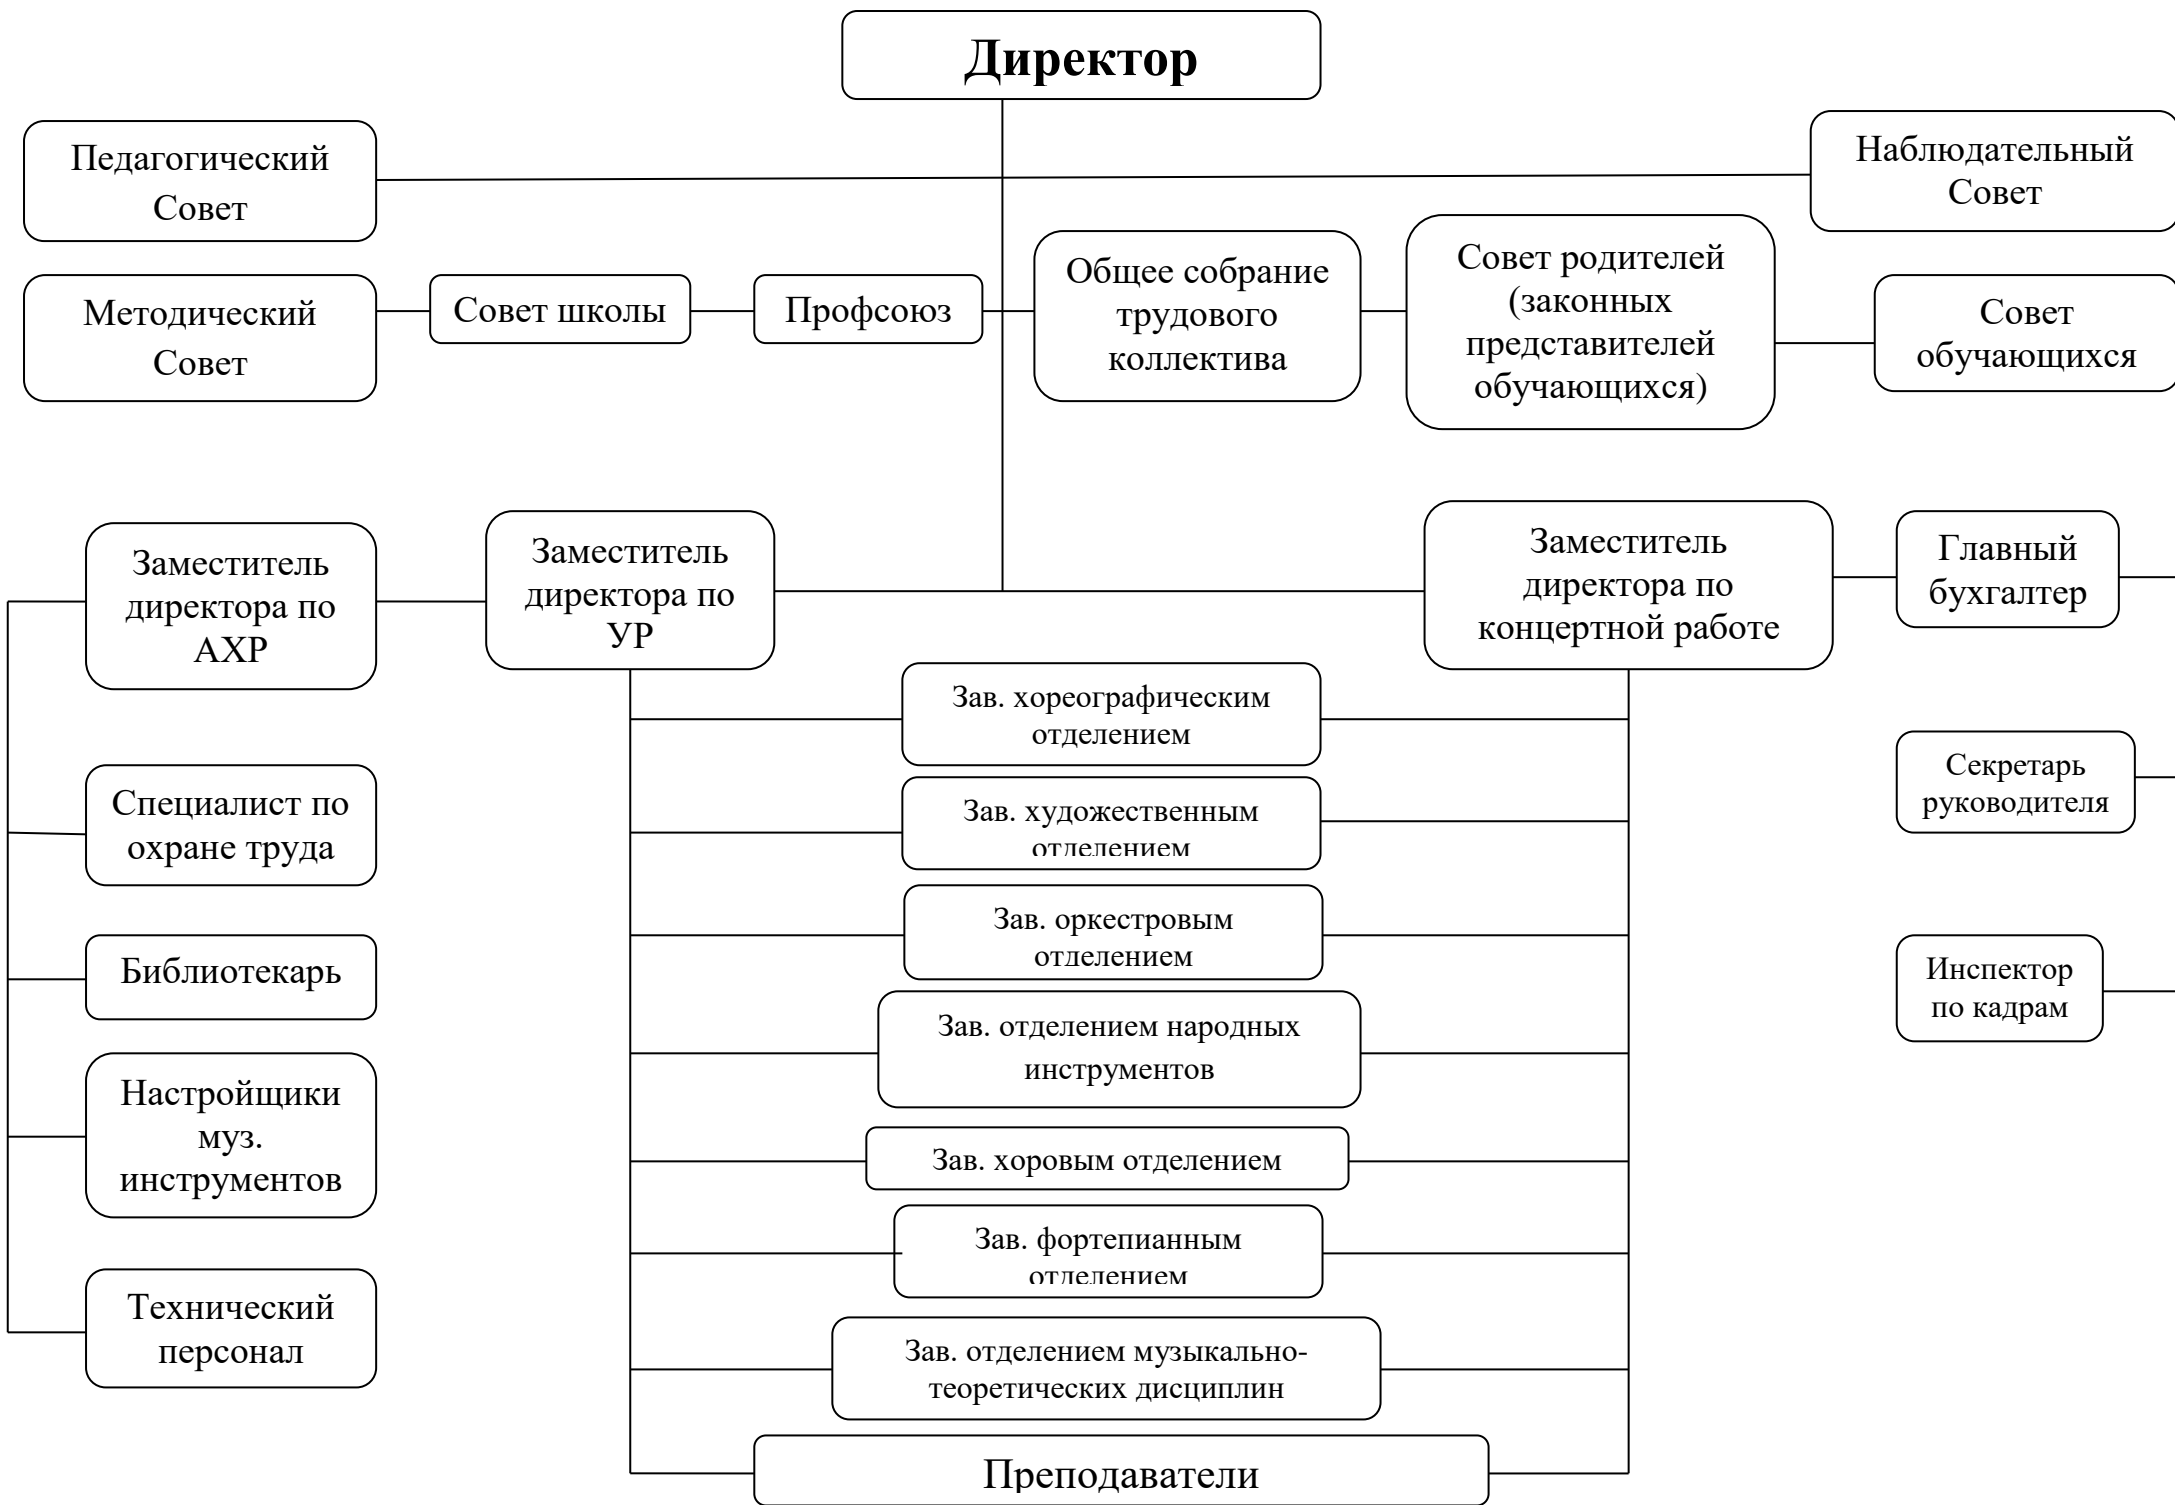 Директор
Педагогический
Совет
Наблюдательный
Совет
Методический
Совет
Совет школы
Профсоюз
Общее собрание
трудового
коллектива
Совет родителей
(законных
представителей
обучающихся)
Совет
обучающихся
Заместитель
директора по
АХР
Заместитель
директора по
УР
Заместитель
директора по
концертной работе
Главный
бухгалтер
Специалист по
охране труда
Библиотекарь
Настройщики
муз.
инструментов
Технический
персонал
Зав. хореографическим
отделением
Зав. художественным
отделением
Зав. оркестровым
отделением
Зав. отделением народных
инструментов
Зав. хоровым отделением
Зав. фортепианным
отделением
Зав. отделением музыкально-
теоретических дисциплин
Преподаватели
Секретарь
руководителя
Инспектор
по кадрам